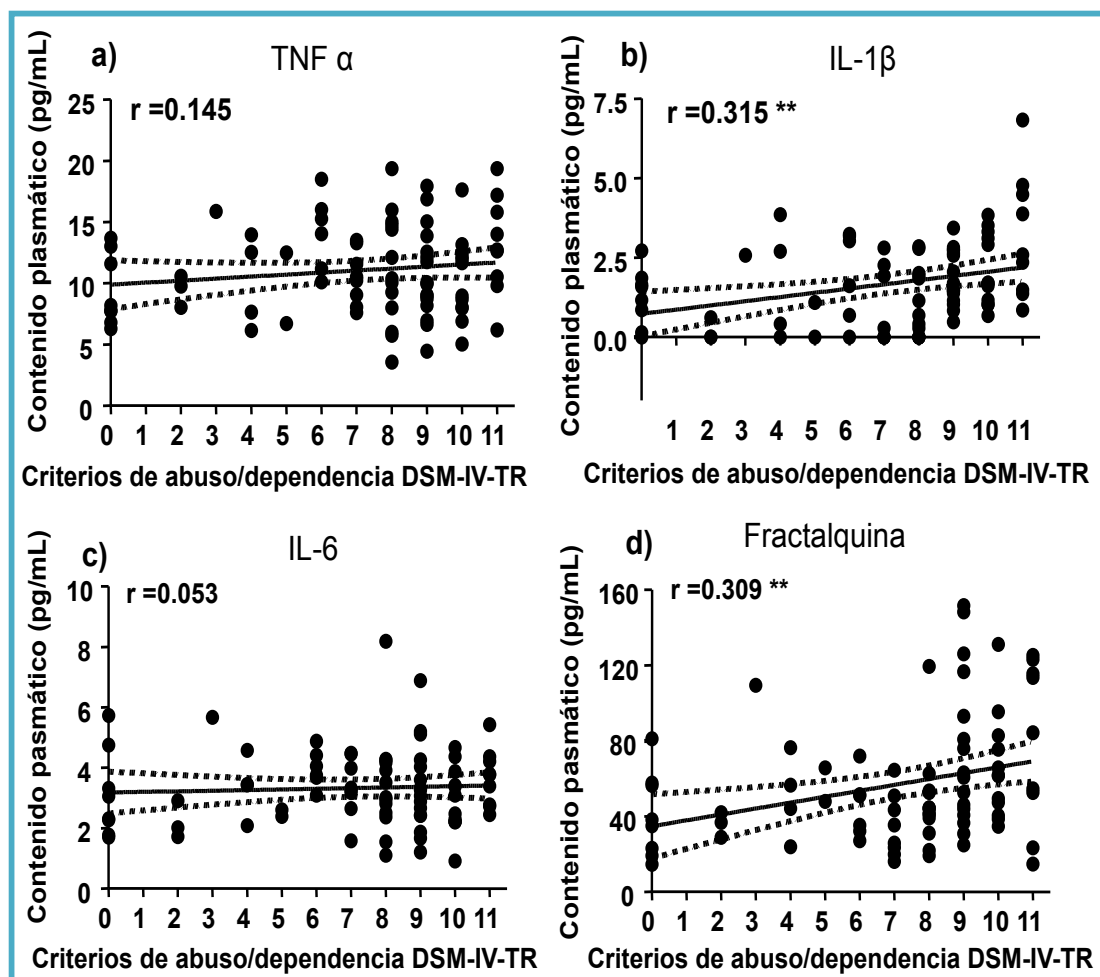 a)
TNF α
r =0.145
Contenido plasmático (pg/mL)
25
20
15
10
5
0
0 1 2 3 4 5 6 7 8 9 10 11
Criterios de abuso/dependencia DSM-IV-TR
b)
IL-1β
r =0.315 **
Contenido plasmático (pg/mL)
7.5
5.0
2.5
0.0
1 2 3 4 5 6 7 8 9 10 11
Criterios de abuso/dependencia DSM-IV-TR
c)
IL-6
r =0.053
Contenido pasmático (pg/mL)
10
8
6
4
2
0
0 1 2 3 4 5 6 7 8 9 10 11
Criterios de abuso/dependencia DSM-IV-TR
d)
Fractalquina
r =0.309 **
Contenido pasmático (pg/mL)
160
120
80
40
0
0 1 2 3 4 5 6 7 8 9 10 11
Criterios de abuso/dependencia DSM-IV-TR